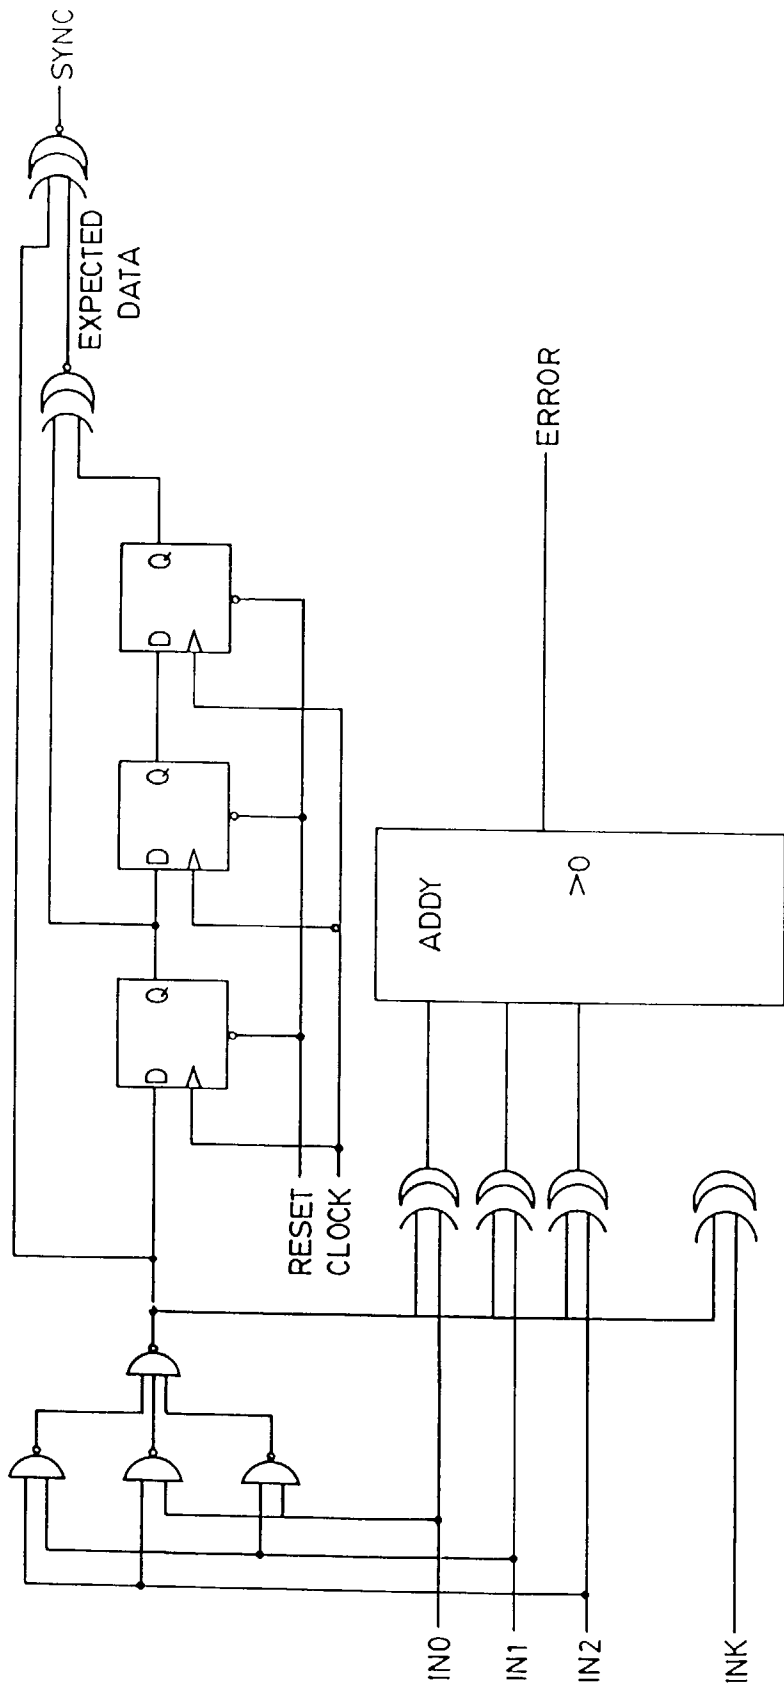 SYNC
EXPECTED
DATA
D
Q
D
Q
D
Q
RESET
CLOCK
ADDY
>0
ERROR
IN0
IN1
IN2
INK